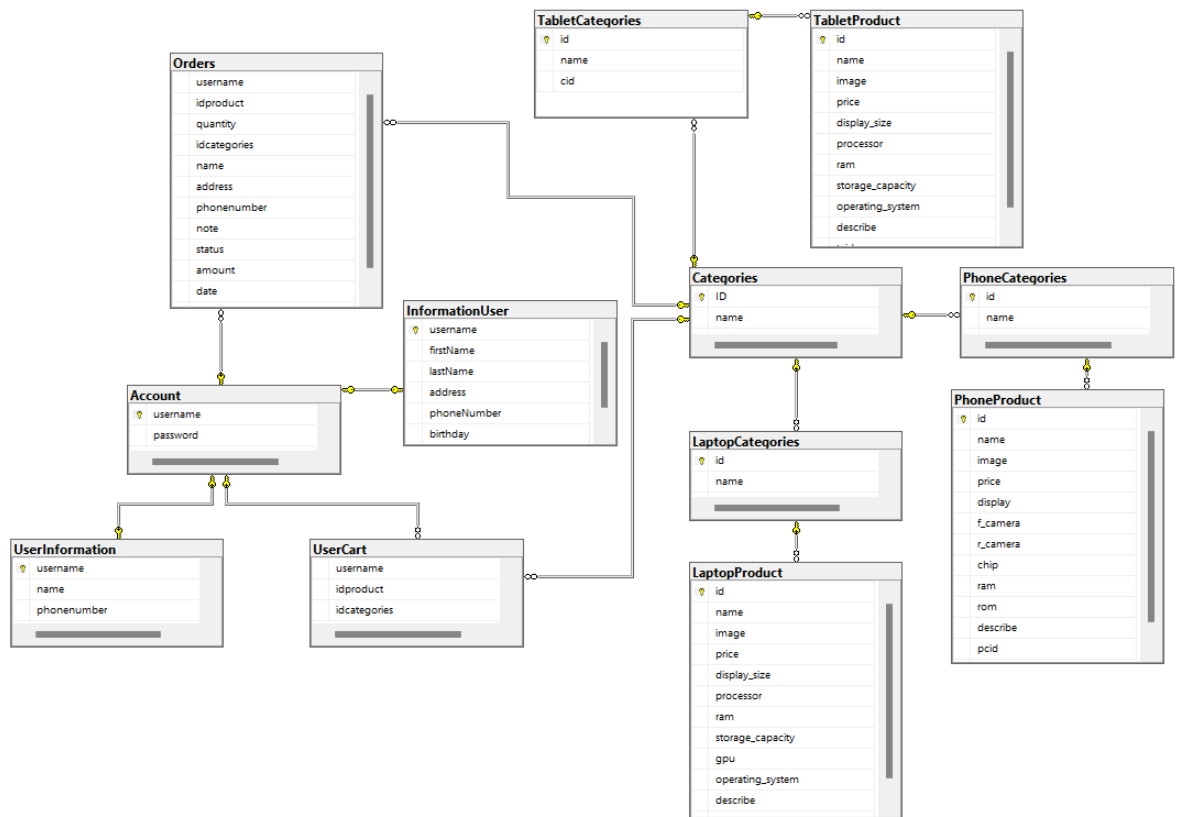 TabletCategories
id
name
cid
TabletProduct
id
name
image
price
display_size
processor
ram
storage_capacity
operating_system
describe
Orders
username
idproduct
quantity
idcategories
name
address
phonenumber
note
status
amount
date
InformationUser
username
firstName
lastName
address
phoneNumber
birthday
Categories
ID
name
PhoneCategories
id
name
Account
username
password
PhoneProduct
id
name
image
price
display
f_camera
r_camera
chip
ram
rom
describe
pcid
LaptopCategories
id
name
UserInformation
username
name
phonenumber
UserCart
username
idproduct
idcategories
LaptopProduct
id
name
image
price
display_size
processor
ram
storage_capacity
gpu
operating_system
describe